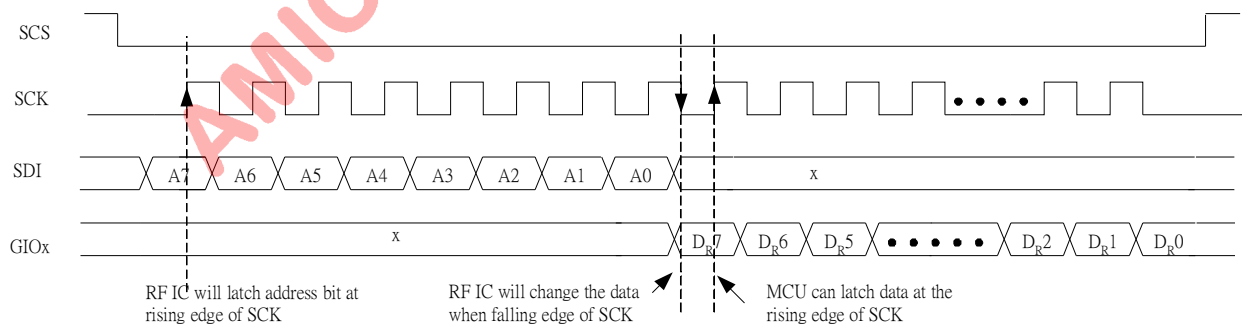 AMIC
SCS
SCK
SDI A7 A6 A5 A4 A3 A2 A1 A0 x
GIOx x DR7 DR6 DR5 DR2 DR1 DR0
RF IC will latch address bit at
rising edge of SCK
RF IC will change the data
when falling edge of SCK
MCU can latch data at the
rising edge of SCK